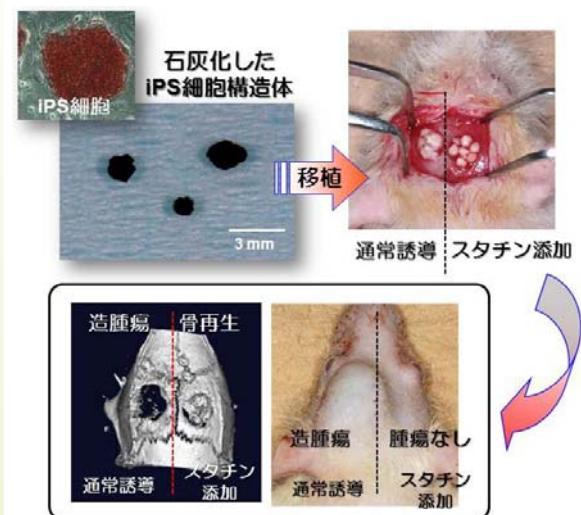 iPS細胞
石灰化した
iPS細胞構造体
3 mm
移植
通常誘導
スタチン添加
造腫瘍
骨再生
通常誘導
スタチン
添加
造腫瘍
腫瘍なし
通常誘導
スタチン
添加